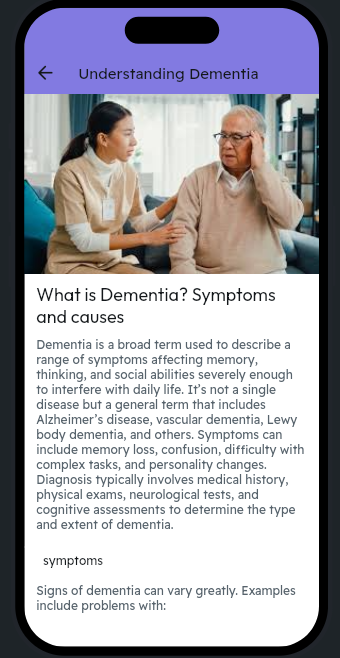 Understanding Dementia
What is Dementia? Symptoms
and causes
Dementia is a broad term used to describe a
range of symptoms affecting memory,
thinking, and social abilities severely enough
to interfere with daily life. It's not a single
disease but a general term that includes
Alzheimer's disease, vascular dementia, Lewy
body dementia, and others. Symptoms can
include memory loss, confusion, difficulty with
complex tasks, and personality changes.
Diagnosis typically involves medical history,
physical exams, neurological tests, and
cognitive assessments to determine the type
and extent of dementia.
symptoms
Signs of dementia can vary greatly. Examples
include problems with: